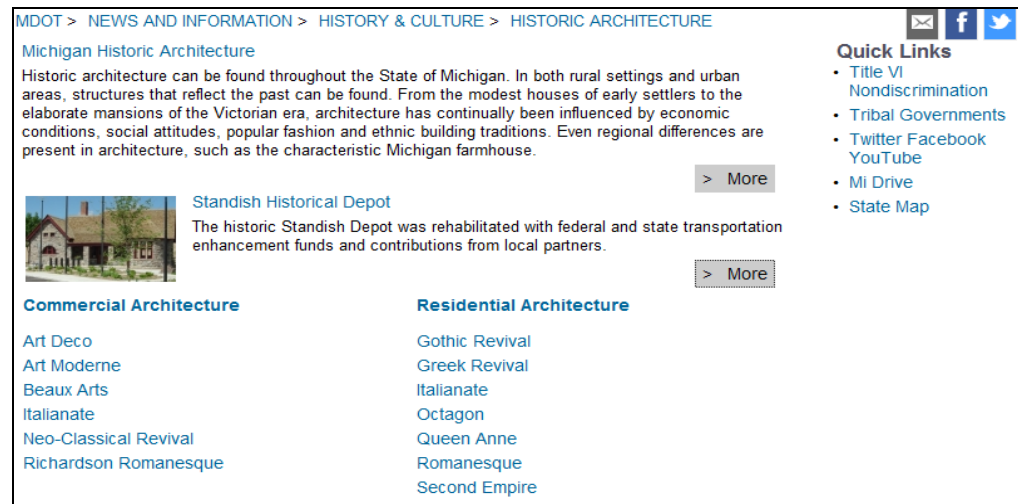 MDOT > NEWS AND INFORMATION > HISTORY & CULTURE > HISTORIC ARCHITECTURE
Michigan Historic Architecture
Historic architecture can be found throughout the State of Michigan. In both rural settings and urban
areas, structures that reflect the past can be found. From the modest houses of early settlers to the
elaborate mansions of the Victorian era, architecture has continually been influenced by economic
conditions, social attitudes, popular fashion and ethnic building traditions. Even regional differences are
present in architecture, such as the characteristic Michigan farmhouse.
> More
Standish Historical Depot
The historic Standish Depot was rehabilitated with federal and state transportation
enhancement funds and contributions from local partners.
> More
Commercial Architecture
Art Deco
Art Moderne
Beaux Arts
Italianate
Neo-Classical Revival
Richardson Romanesque
Residential Architecture
Gothic Revival
Greek Revival
Italianate
Octagon
Queen Anne
Romanesque
Second Empire
f
Quick Links
• Title VI
Nondiscrimination
• Tribal Governments
• Twitter Facebook
YouTube
• Mi Drive
• State Map